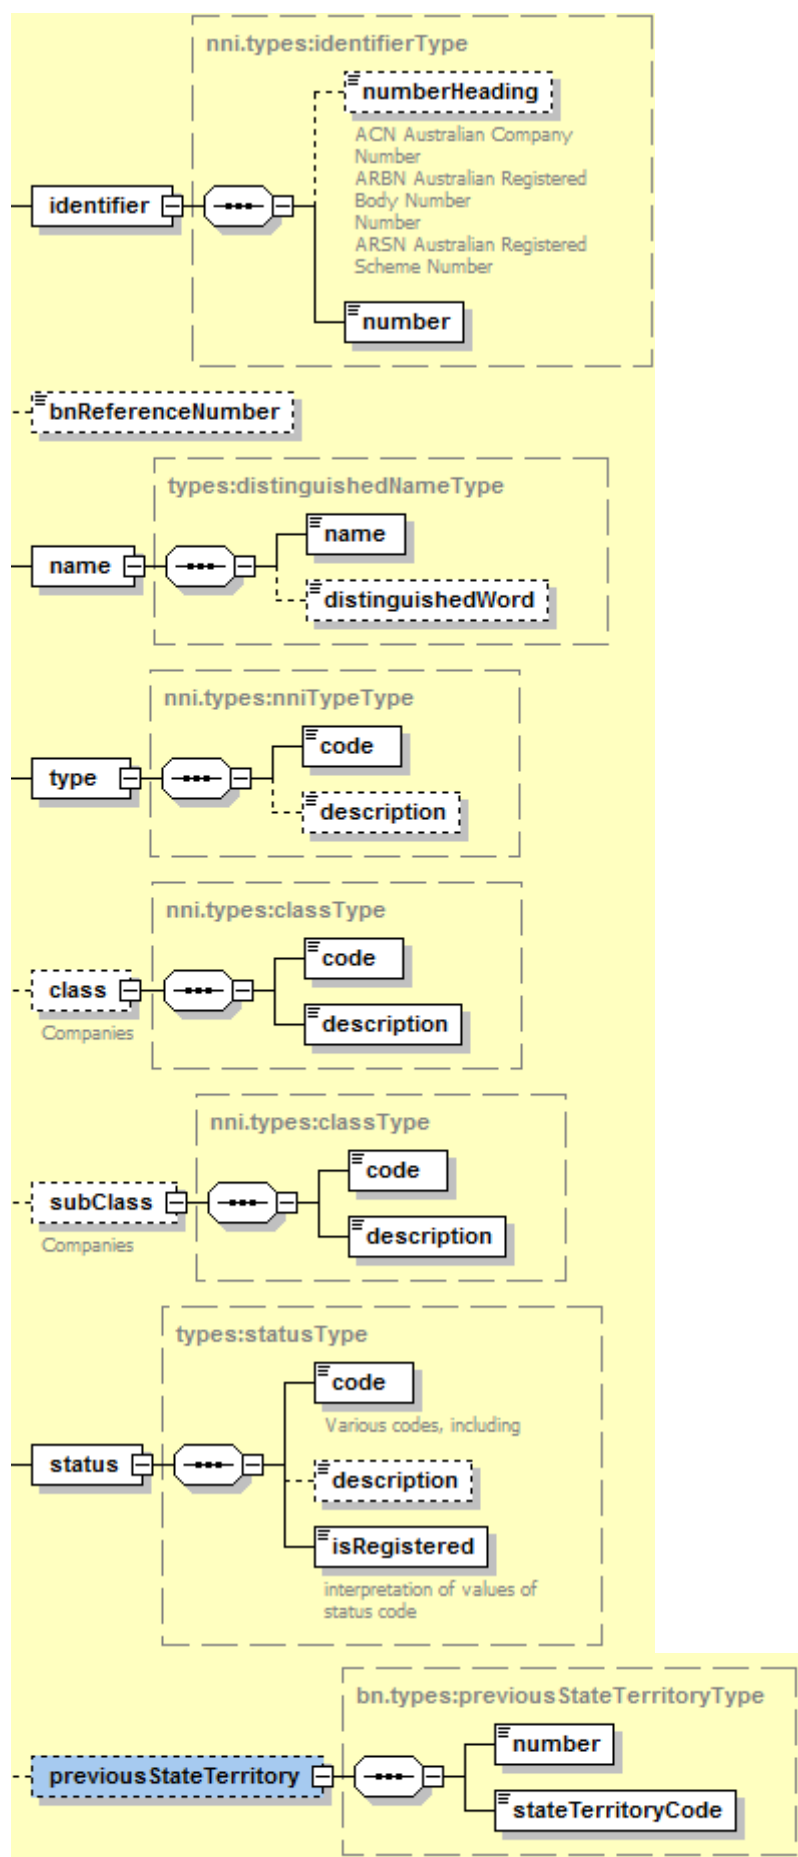 nni.types:identifierType
numberHeading
ACN Australian Company
Number
ARBN Australian Registered
Body Number
Number
ARSN Australian Registered
Scheme Number
identifier
number
bnReferenceNumber
types:distinguishedNameType
name
name
distinguishedWord
nni.types:nniTypeType
code
type
description
nni.types:classType
code
class
Companies
description
nni.types:classType
code
subClass
Companies
description
types:statusType
code
Various codes, including
status
description
isRegistered
interpretation of values of
status code
bn.types:previousStateTerritoryType
number
previousStateTerritory
stateTerritoryCode